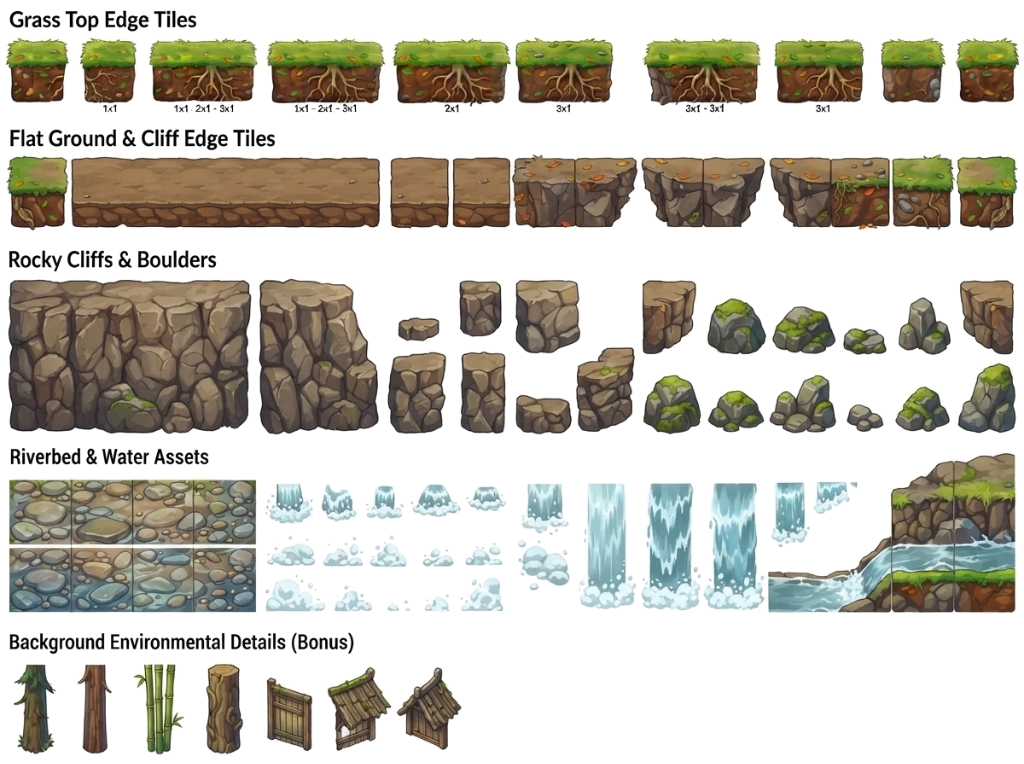 Grass Top Edge Tiles
1x1 1x1 - 2x1 - 3x1 1x1 - 2x1 - 3x1 2x1 3x1 3x1 - 3x1 3x1
Flat Ground & Cliff Edge Tiles
Rocky Cliffs & Boulders
Riverbed & Water Assets
Background Environmental Details (Bonus)